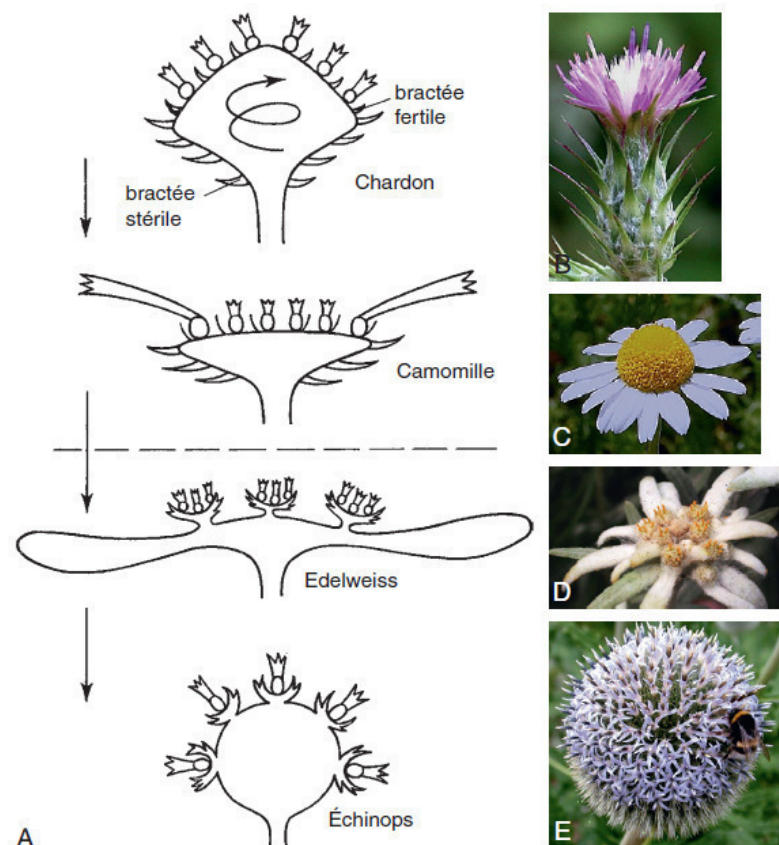 bractée
fertile
bractée
stérile
Chardon
B
Camomille
C
Edelweiss
D
Échinops
A
E